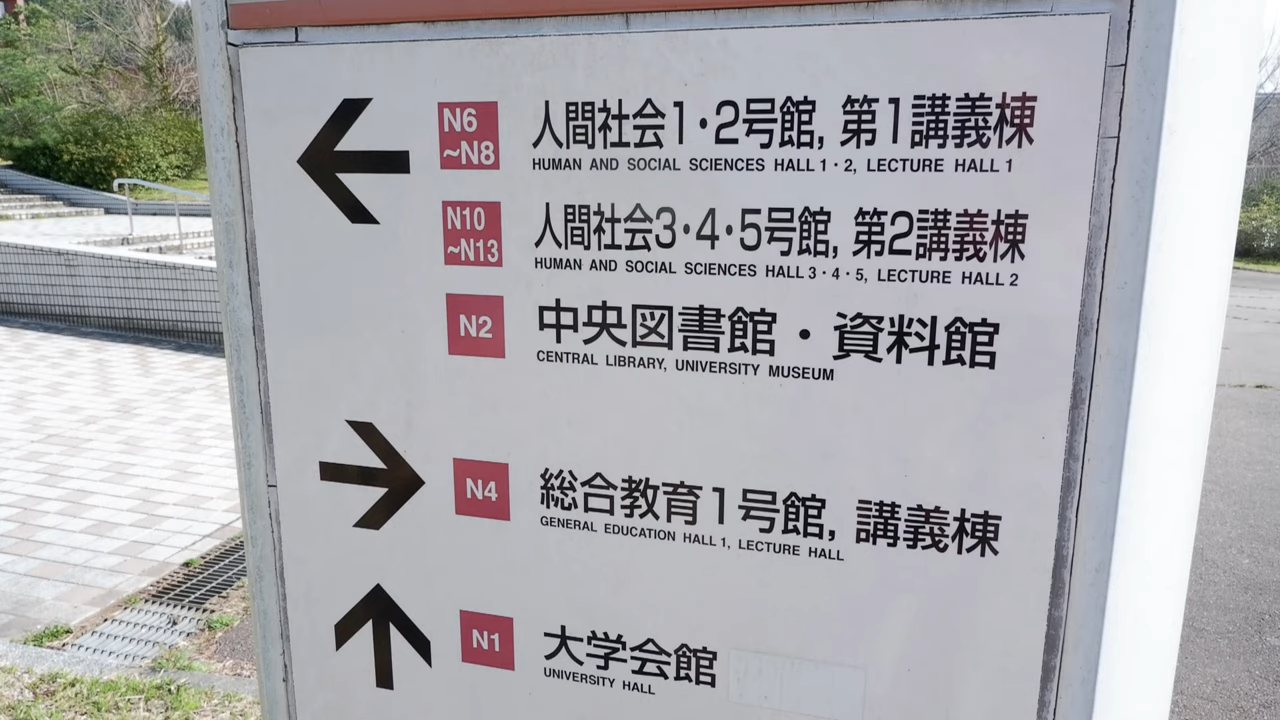 N6
~N8
人間社会1・2号館, 第1講義棟
HUMAN AND SOCIAL SCIENCES HALL 1・2, LECTURE HALL 1
N10
~N13
人間社会3・4・5号館, 第2講義棟
HUMAN AND SOCIAL SCIENCES HALL 3・4・5, LECTURE HALL 2
N2
中央図書館・資料館
CENTRAL LIBRARY, UNIVERSITY MUSEUM
N4
総合教育1号館, 講義棟
GENERAL EDUCATION HALL 1, LECTURE HALL
N1
大学会館
UNIVERSITY HALL